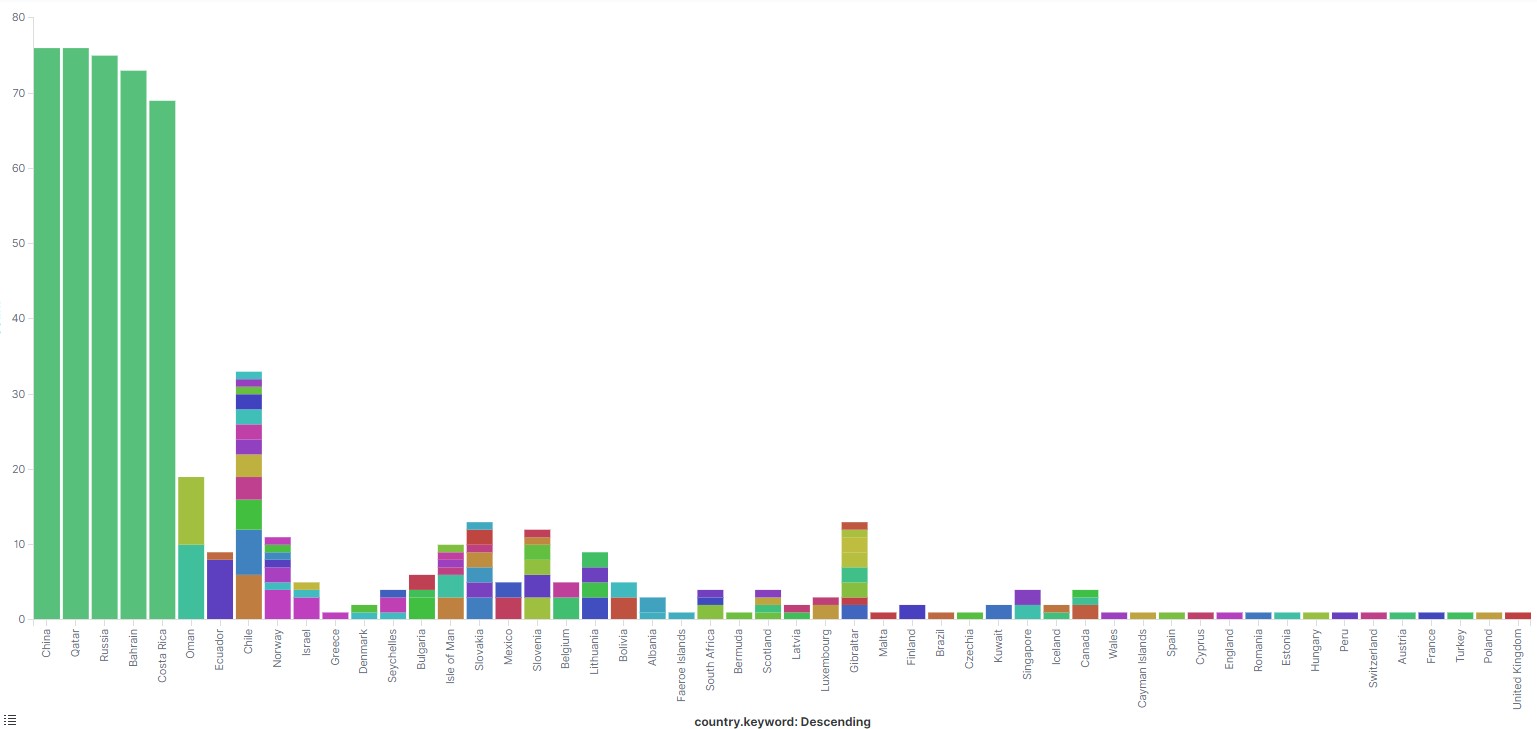 80
70
60
50
40
30
20
10
0
China
Qatar
Russia
Bahrain
Costa Rica
Oman
Ecuador
Chile
Norway
Israel
Greece
Denmark
Seychelles
Bulgaria
Isle of Man
Slovakia
Mexico
Slovenia
Belgium
Lithuania
Bolivia
Albania
Faeroe Islands
South Africa
Bermuda
Scotland
Latvia
Luxembourg
Gibraltar
Malta
Finland
Brazil
Czechia
Kuwait
Singapore
Iceland
Canada
Wales
Cayman Islands
Spain
Cyprus
England
Romania
Estonia
Hungary
Peru
Switzerland
Austria
France
Turkey
Poland
United Kingdom
country.keyword: Descending